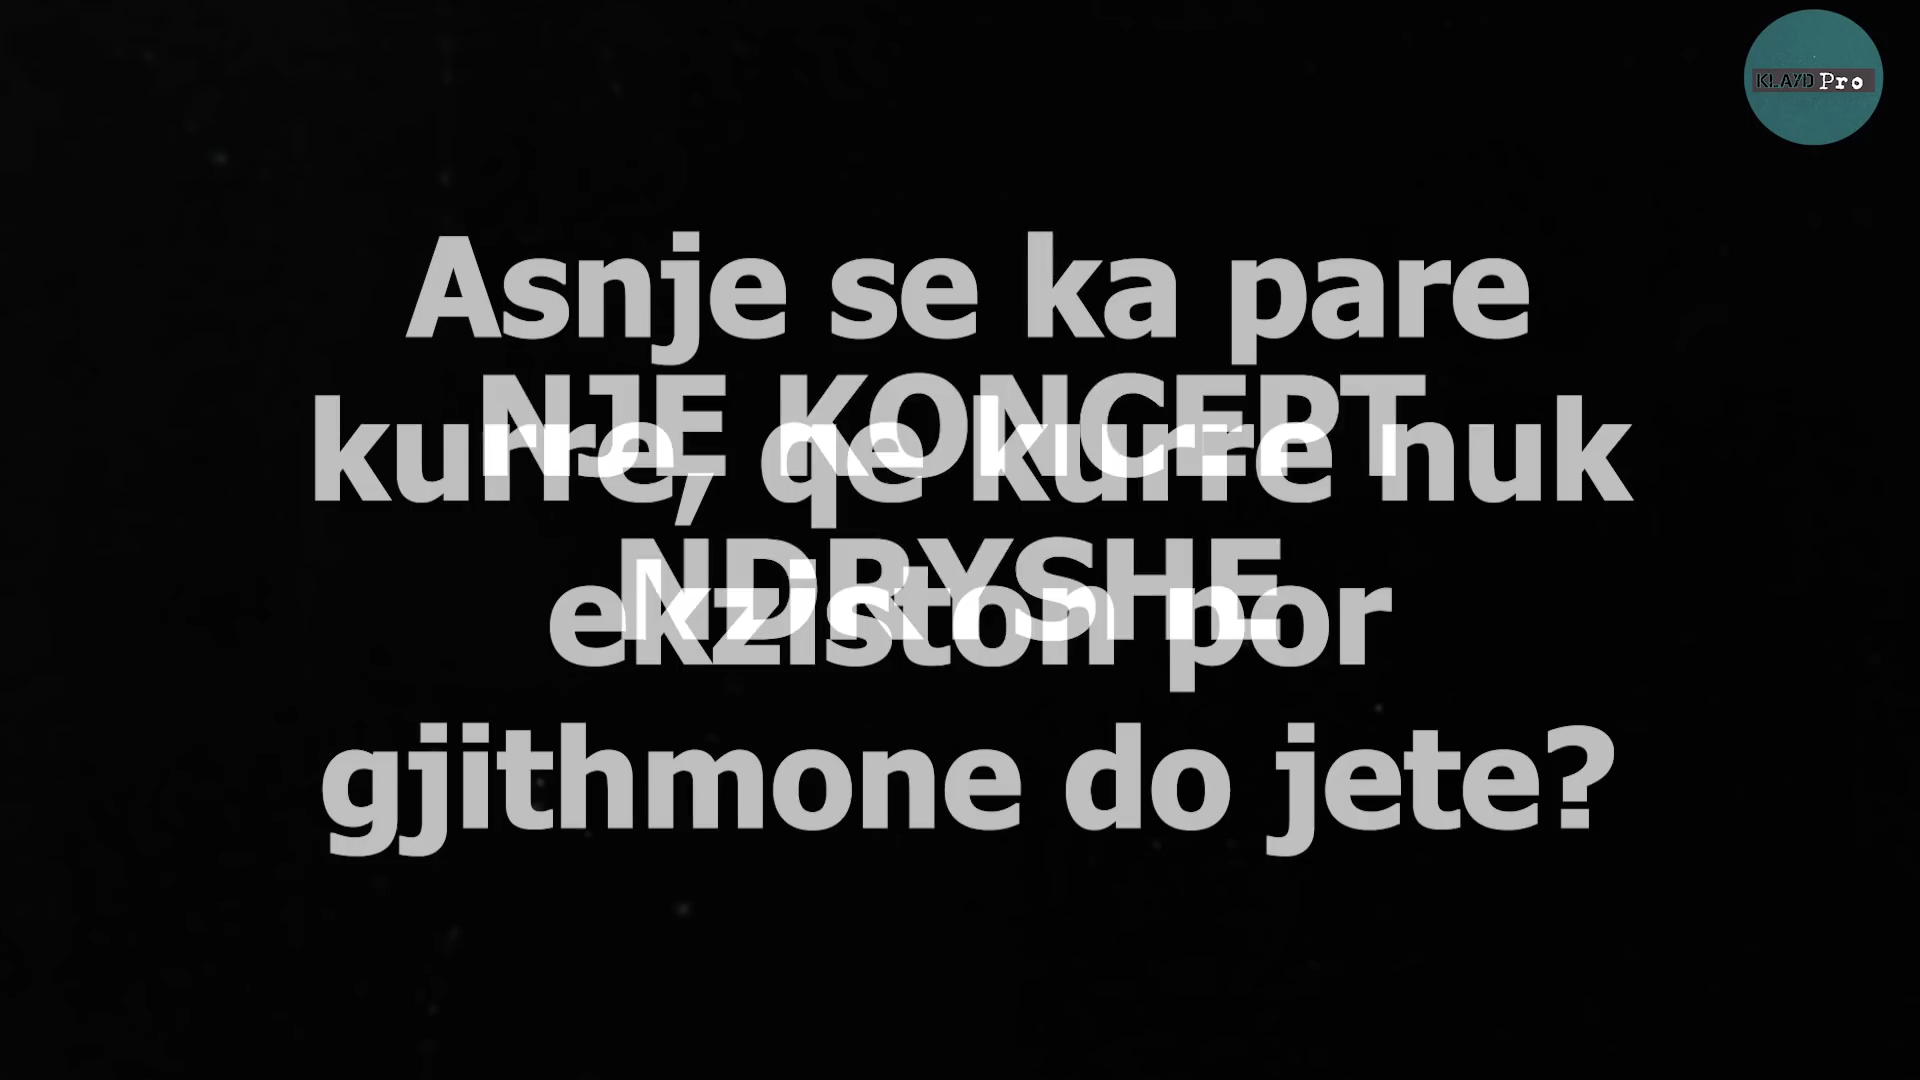 KLAYD Pro
Asnje se ka pare
kurre, qe kurre nuk
ekziston por
gjithmone do jete?
NJE KONCEPT
NDRYSHE